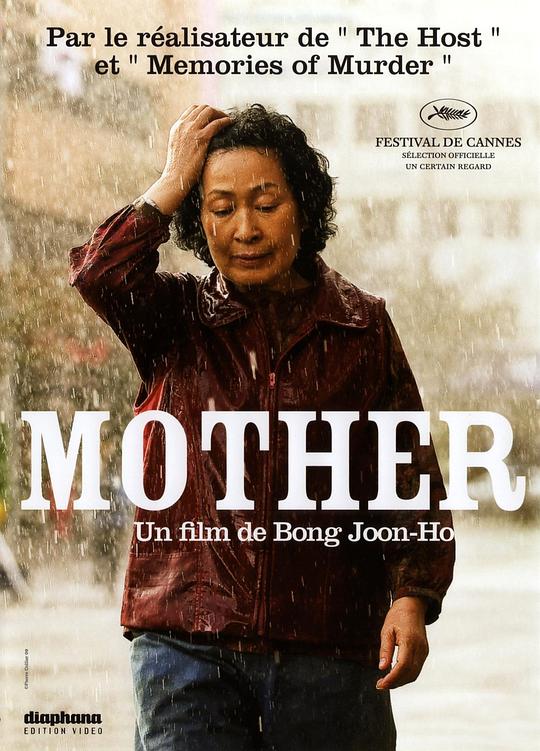 Par le réalisateur de " The Host "
et " Memories of Murder "
FESTIVAL DE CANNES
SÉLECTION OFFICIELLE
UN CERTAIN REGARD
MOTHER
Un film de Bong Joon-Ho
diaphana
EDITION VIDEO